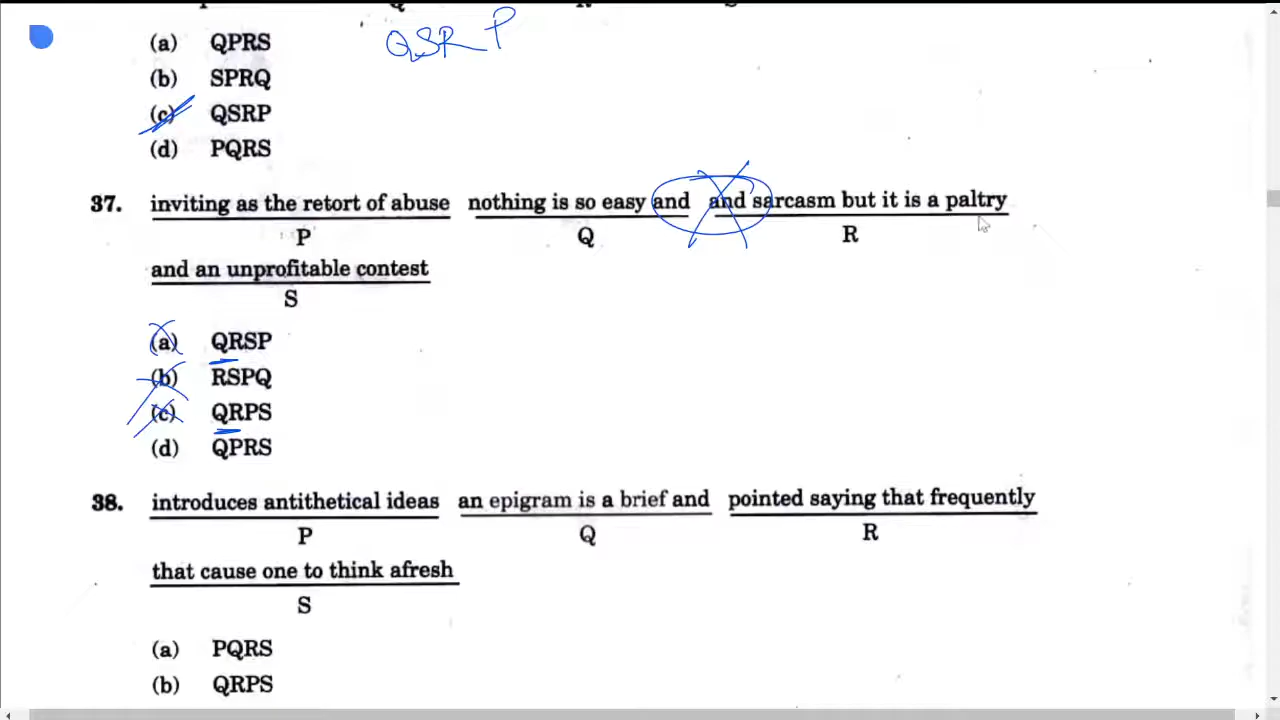 P Q R S
(a) QPRS
QSRP
(b) SPRQ
(c) QSRP
(d) PQRS
37. inviting as the retort of abuse nothing is so easy and and sarcasm but it is a paltry
P Q R
and an unprofitable contest
S
(a) QRSP
(b) RSPQ
(c) QRPS
(d) QPRS
38. introduces antithetical ideas an epigram is a brief and pointed saying that frequently
P Q R
that cause one to think afresh
S
(a) PQRS
(b) QRPS